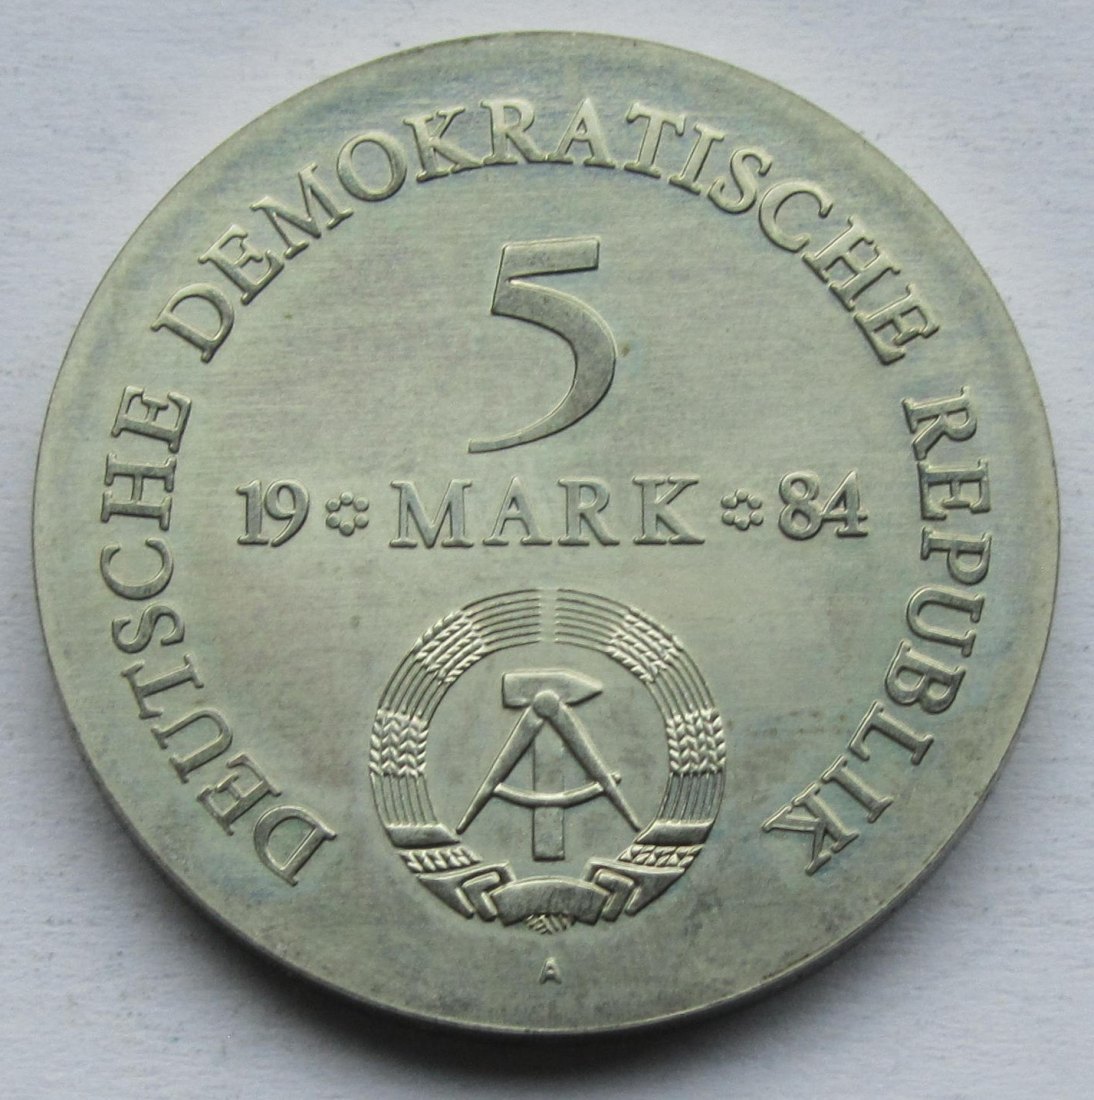 DEUTSCHE DEMOKRATISCHE REPUBLIK
5
19 MARK 84
A